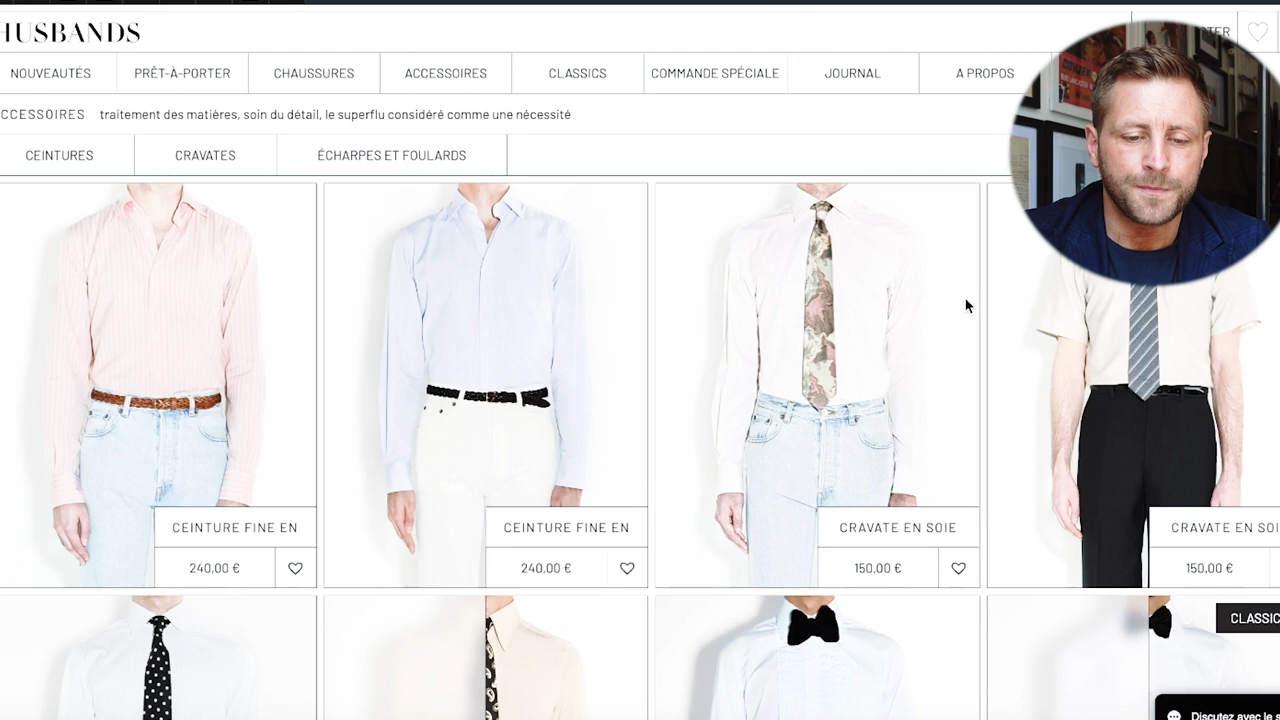 HUSBANDS
NOUVEAUTÉS
PRÊT-À-PORTER
CHAUSSURES
ACCESSOIRES
CLASSICS
COMMANDE SPÉCIALE
JOURNAL
A PROPOS
CCESSOIRES traitement des matières, soin du détail, le superflu considéré comme une nécessité
CEINTURES
CRAVATES
ÉCHARPES ET FOULARDS
CEINTURE FINE EN
240,00 €
CEINTURE FINE EN
240,00 €
CRAVATE EN SOIE
150,00 €
CRAVATE EN SOI
150,00 €
CLASSIC
Discutez avec le s